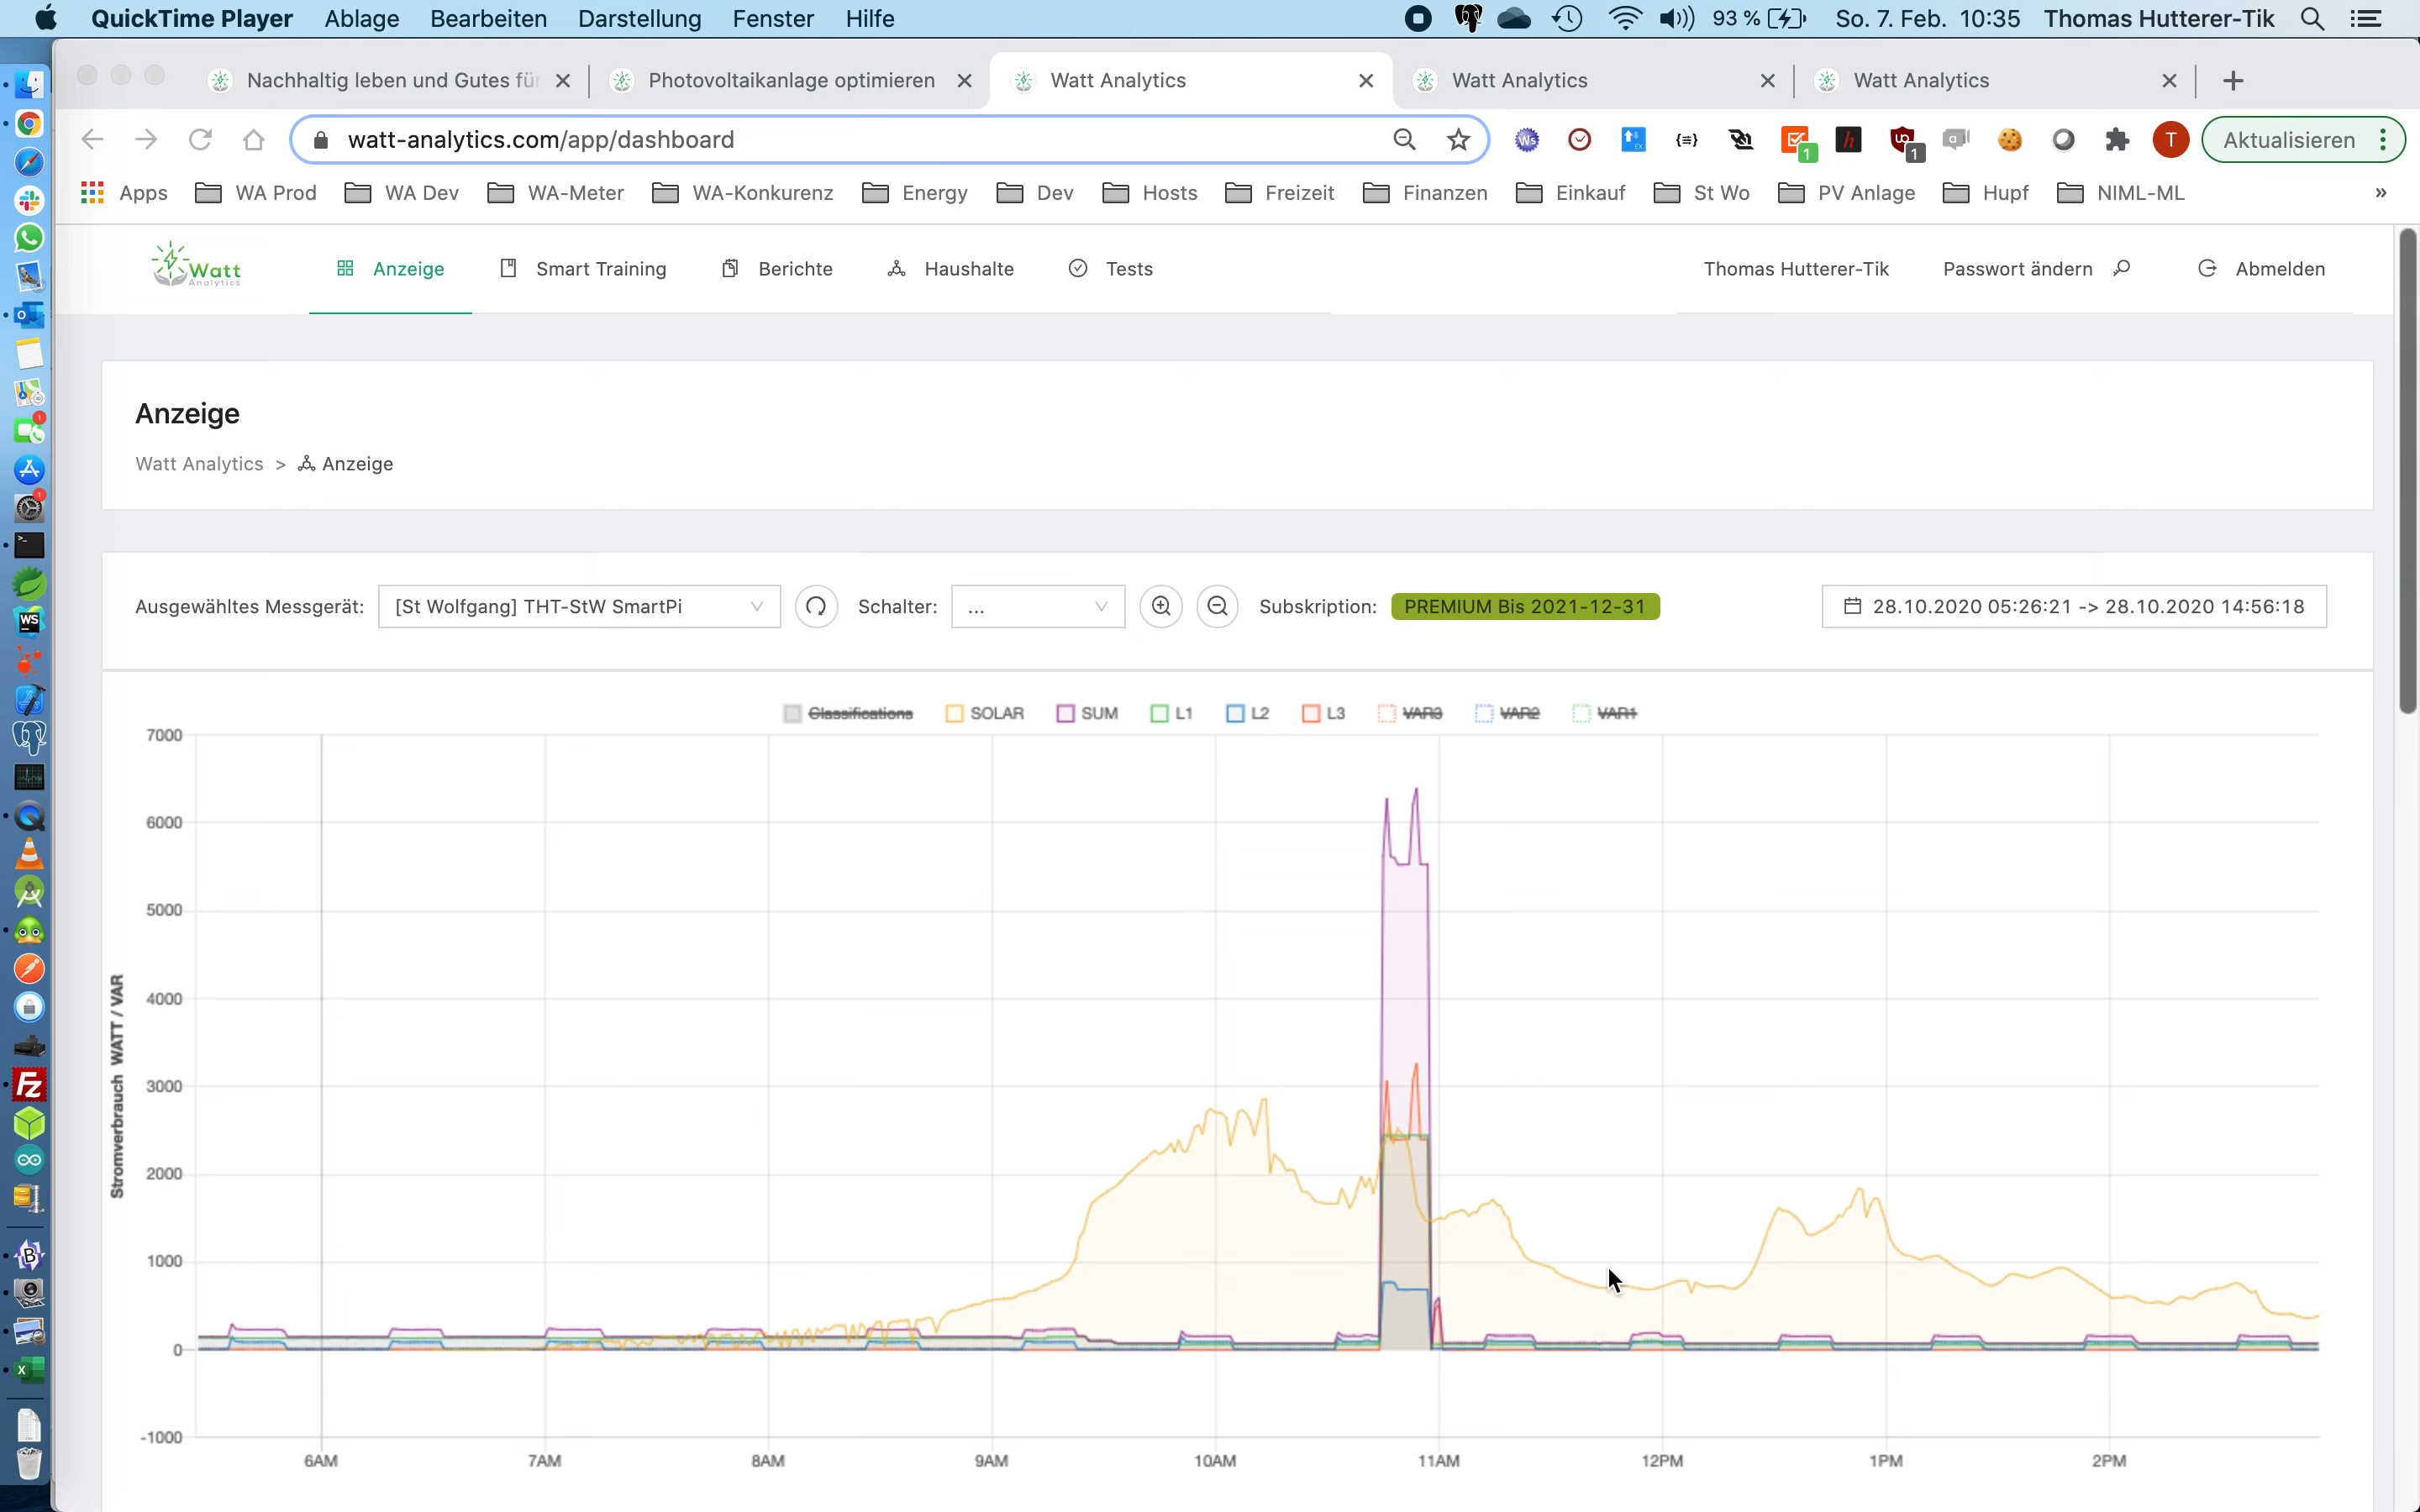 QuickTime Player Ablage Bearbeiten Darstellung Fenster Hilfe 93 % So. 7. Feb. 10:35 Thomas Hutterer-Tik
Nachhaltig leben und Gutes für Photovoltaikanlage optimieren Watt Analytics Watt Analytics Watt Analytics
watt-analytics.com/app/dashboard T Aktualisieren
Apps WA Prod WA Dev WA-Meter WA-Konkurenz Energy Dev Hosts Freizeit Finanzen Einkauf St Wo PV Anlage Hupf NIML-ML »
Watt Analytics Anzeige Smart Training Berichte Haushalte Tests Thomas Hutterer-Tik Passwort ändern Abmelden
Anzeige
Watt Analytics > Anzeige
Ausgewähltes Messgerät: [St Wolfgang] THT-StW SmartPi Schalter: ... Subskription: PREMIUM Bis 2021-12-31 28.10.2020 05:26:21 -> 28.10.2020 14:56:18
Classifications SOLAR SUM L1 L2 L3 VAR3 VAR2 VAR1
Stromverbrauch WATT / VAR
7000
6000
5000
4000
3000
2000
1000
0
-1000
6AM 7AM 8AM 9AM 10AM 11AM 12PM 1PM 2PM